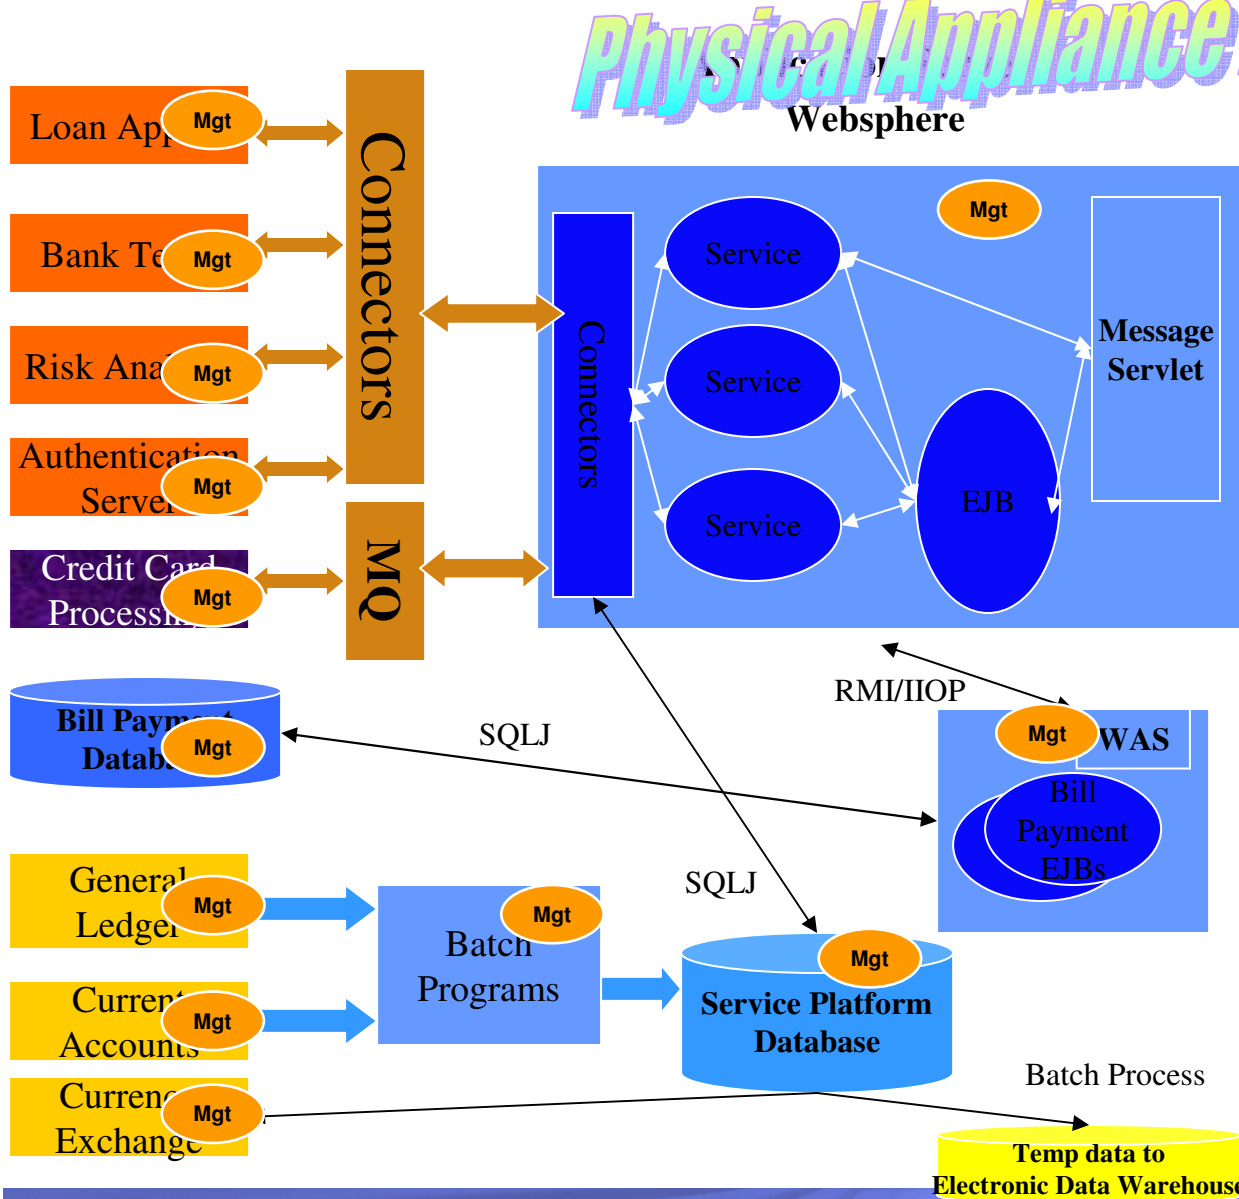 Physical Appliance
Websphere
Loan App
Mgt
Connectors
Mgt
Service
Message
Servlet
Bank Te
Mgt
Connectors
Service
Risk Ana
Mgt
Service
EJB
Authentication
Server
Mgt
MQ
Credit Card
Processing
Mgt
RMI/IIOP
Bill Payment
Databa
Mgt
SQLJ
Mgt
WAS
Bill
Payment
EJBs
SQLJ
General
Ledger
Mgt
Mgt
Batch
Programs
Mgt
Service Platform
Database
Current
Accounts
Mgt
Batch Process
Currenc
Exchange
Mgt
Temp data to
Electronic Data Warehouse